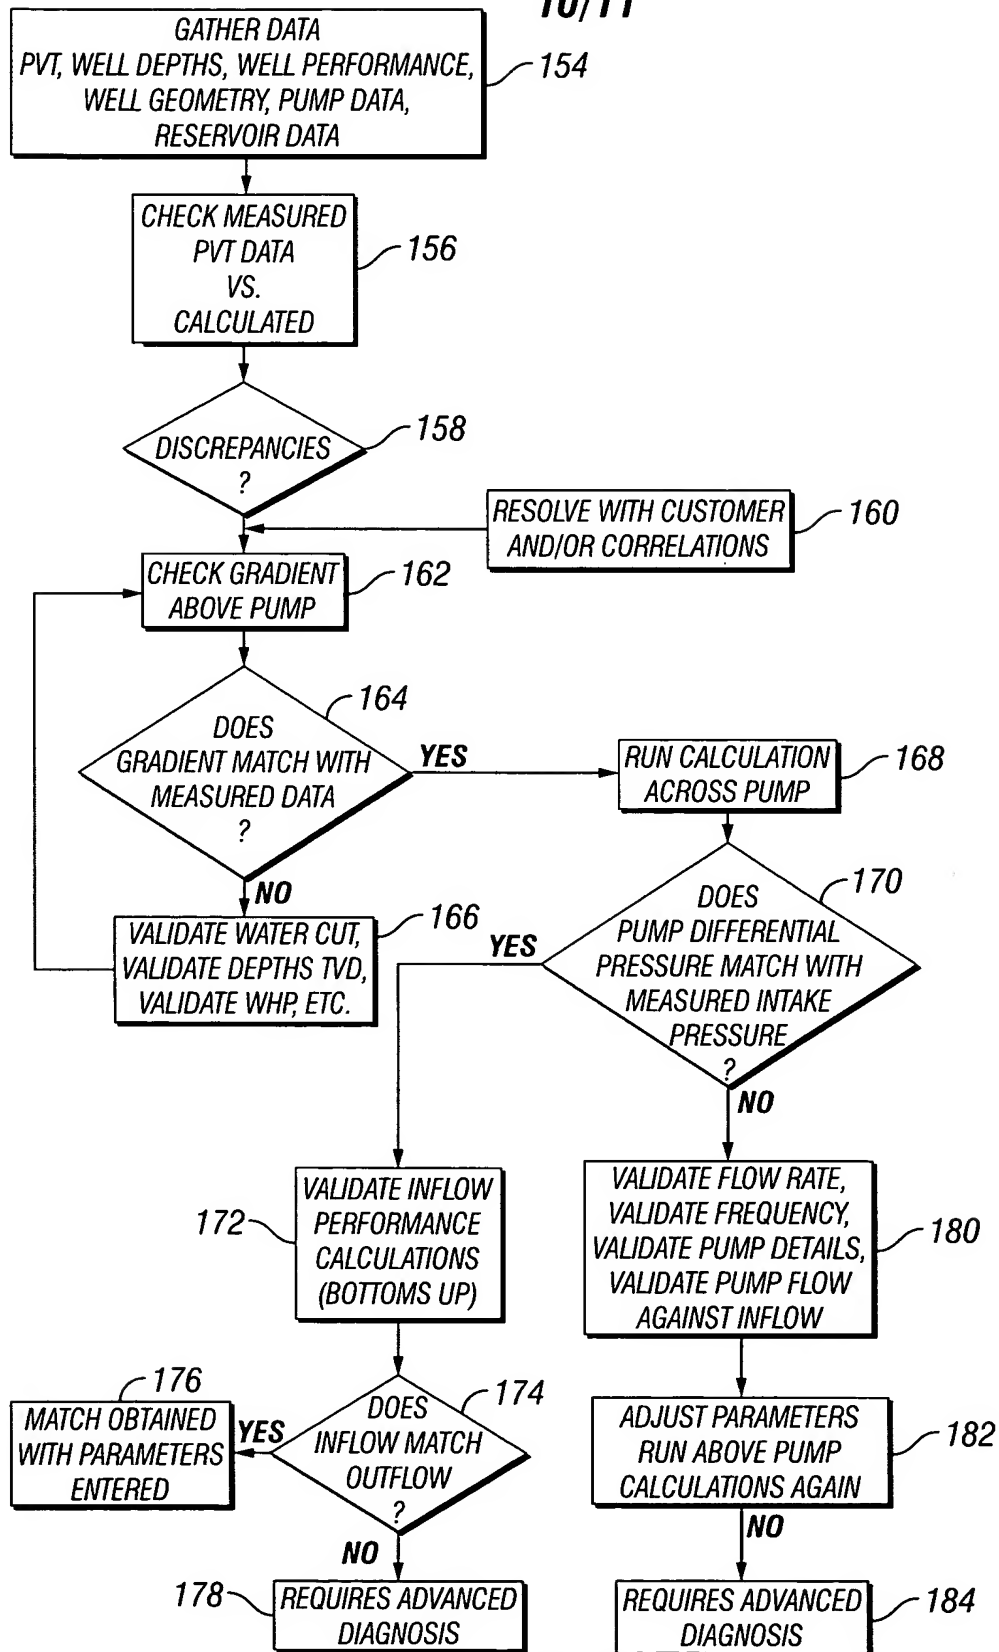 10/11
GATHER DATA
PVT, WELL DEPTHS, WELL PERFORMANCE,
WELL GEOMETRY, PUMP DATA,
RESERVOIR DATA
154
CHECK MEASURED
PVT DATA
VS.
CALCULATED
156
DISCREPANCIES
?
158
RESOLVE WITH CUSTOMER
AND/OR CORRELATIONS
160
CHECK GRADIENT
ABOVE PUMP
162
DOES
GRADIENT MATCH WITH
MEASURED DATA
?
164
YES
NO
VALIDATE WATER CUT,
VALIDATE DEPTHS TVD,
VALIDATE WHP, ETC.
166
RUN CALCULATION
ACROSS PUMP
168
DOES
PUMP DIFFERENTIAL
PRESSURE MATCH WITH
MEASURED INTAKE
PRESSURE
?
170
YES
NO
VALIDATE INFLOW
PERFORMANCE
CALCULATIONS
(BOTTOMS UP)
172
DOES
INFLOW MATCH
OUTFLOW
?
174
YES
MATCH OBTAINED
WITH PARAMETERS
ENTERED
176
NO
REQUIRES ADVANCED
DIAGNOSIS
178
VALIDATE FLOW RATE,
VALIDATE FREQUENCY,
VALIDATE PUMP DETAILS,
VALIDATE PUMP FLOW
AGAINST INFLOW
180
ADJUST PARAMETERS
RUN ABOVE PUMP
CALCULATIONS AGAIN
182
NO
REQUIRES ADVANCED
DIAGNOSIS
184